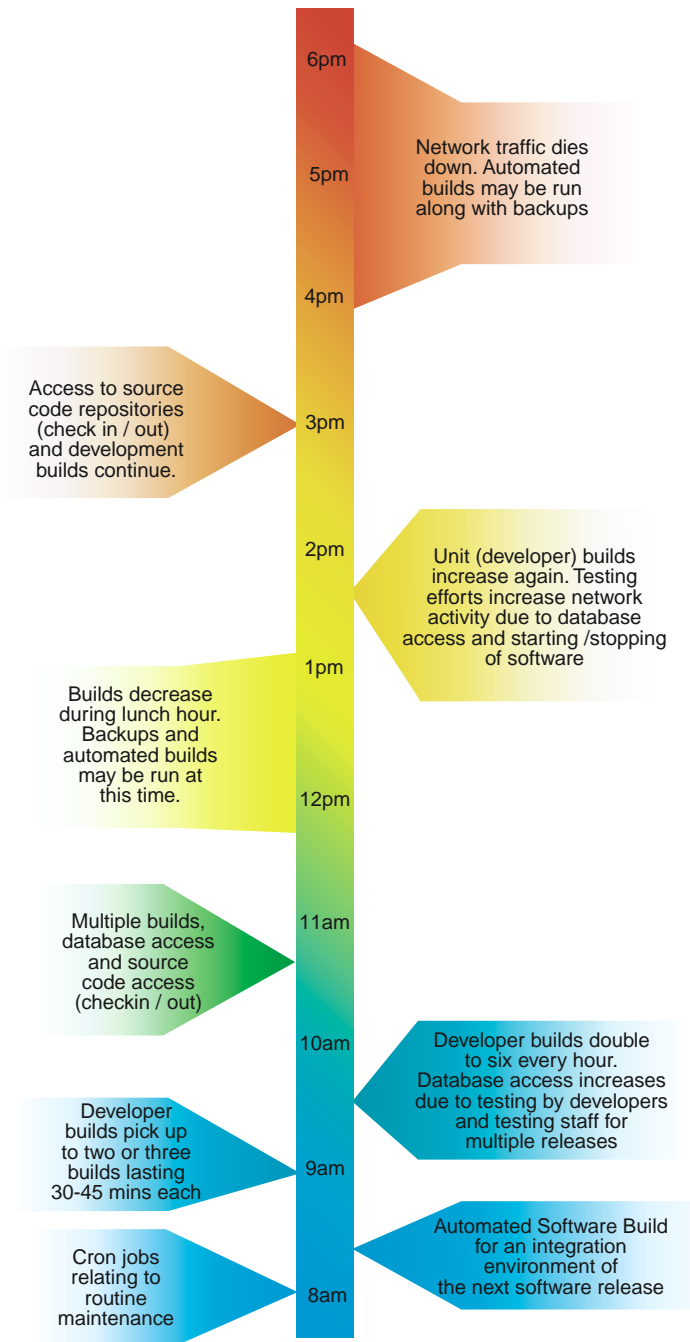 6pm
Network traffic dies
down. Automated
builds may be run
along with backups
5pm
4pm
Access to source
code repositories
(check in / out)
and development
builds continue.
3pm
2pm
Unit (developer) builds
increase again. Testing
efforts increase network
activity due to database
access and starting /stopping
of software
1pm
Builds decrease
during lunch hour.
Backups and
automated builds
may be run at
this time.
12pm
Multiple builds,
database access
and source
code access
(checkin / out)
11am
10am
Developer builds double
to six every hour.
Database access increases
due to testing by developers
and testing staff for
multiple releases
Developer
builds pick up
to two or three
builds lasting
30-45 mins each
9am
Automated Software Build
for an integration
environment of
the next software release
Cron jobs
relating to
routine
maintenance
8am